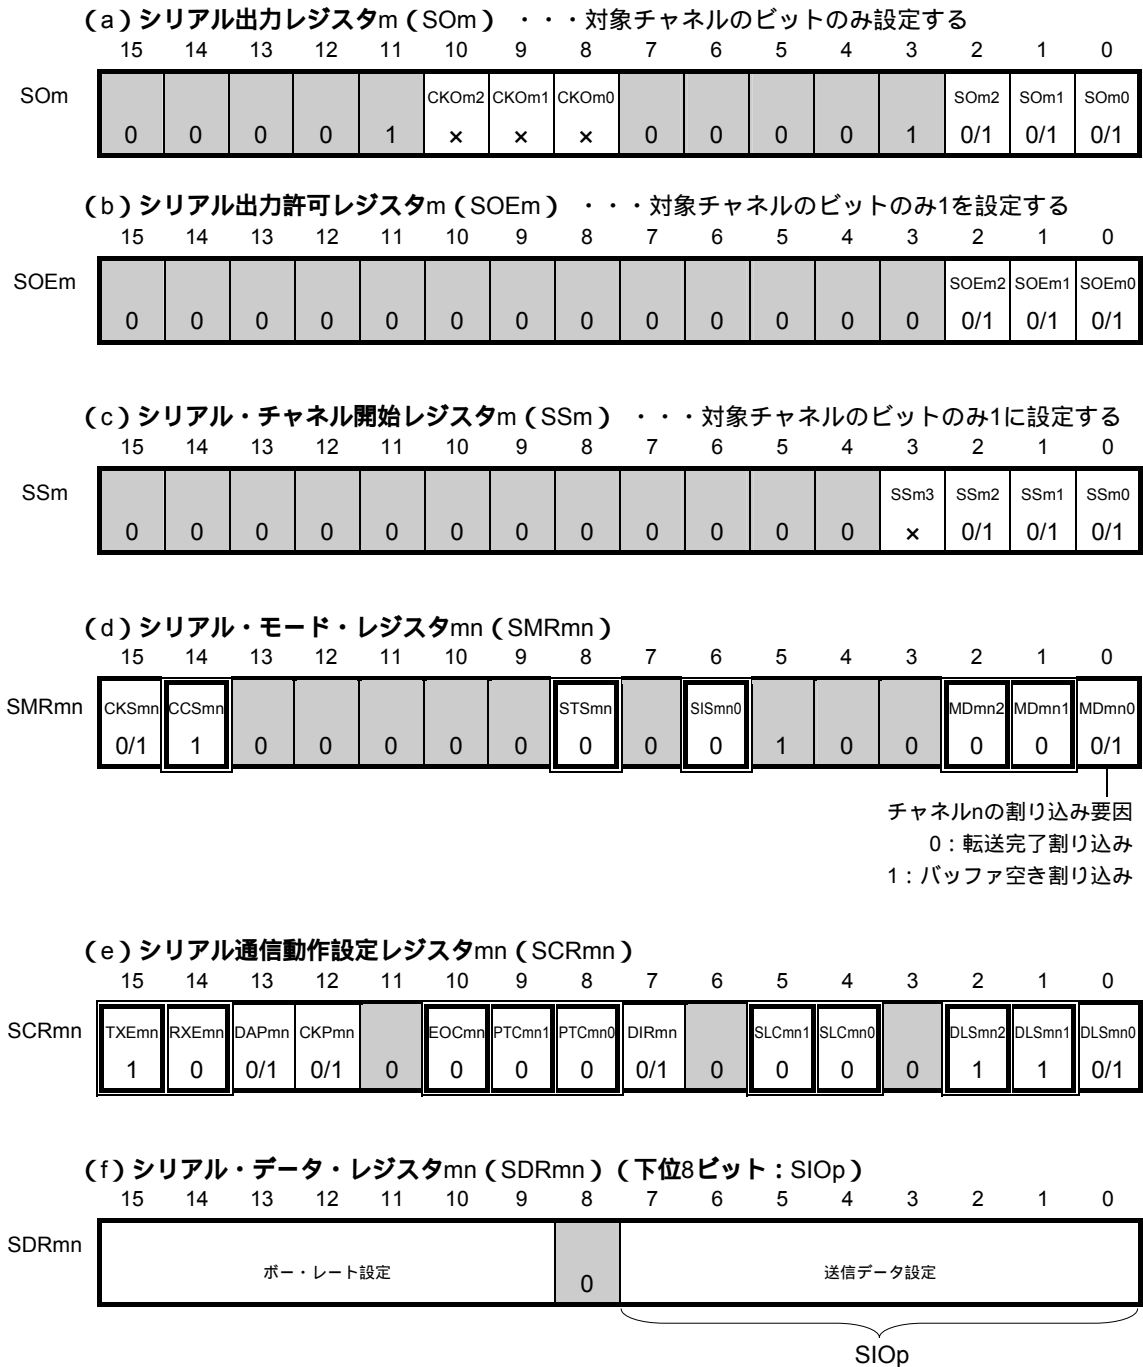 (a)シリアル出力レジスタm(SOm) ・・・対象チャネルのビットのみ設定する
15 14 13 12 11 10 9 8 7 6 5 4 3 2 1 0
SOm
CKOm2 CKOm1 CKOm0 SOm2 SOm1 SOm0
0 0 0 0 1 × × × 0 0 0 0 1 0/1 0/1 0/1
(b)シリアル出力許可レジスタm(SOEm) ・・・対象チャネルのビットのみ1を設定する
15 14 13 12 11 10 9 8 7 6 5 4 3 2 1 0
SOEm
SOEm2 SOEm1 SOEm0
0 0 0 0 0 0 0 0 0 0 0 0 0 0/1 0/1 0/1
(c)シリアル・チャネル開始レジスタm(SSm) ・・・対象チャネルのビットのみ1に設定する
15 14 13 12 11 10 9 8 7 6 5 4 3 2 1 0
SSm
SSm3 SSm2 SSm1 SSm0
0 0 0 0 0 0 0 0 0 0 0 0 × 0/1 0/1 0/1
(d)シリアル・モード・レジスタmn(SMRmn)
15 14 13 12 11 10 9 8 7 6 5 4 3 2 1 0
SMRmn
CKSmn CCSmn STSmn SISmn0 MDmn2 MDmn1 MDmn0
0/1 1 0 0 0 0 0 0 0 0 1 0 0 0 0 0/1
チャネルnの割り込み要因
0:転送完了割り込み
1:バッファ空き割り込み
(e)シリアル通信動作設定レジスタmn(SCRmn)
15 14 13 12 11 10 9 8 7 6 5 4 3 2 1 0
SCRmn
TXEmn RXEmn DAPmn CKPmn EOCmn PTCmn1 PTCmn0 DIRmn SLCmn1 SLCmn0 DLSmn2 DLSmn1 DLSmn0
1 0 0/1 0/1 0 0 0 0 0/1 0 0 0 0 1 1 0/1
(f)シリアル・データ・レジスタmn(SDRmn)(下位8ビット:SIOp)
15 14 13 12 11 10 9 8 7 6 5 4 3 2 1 0
SDRmn
ボー・レート設定 0 送信データ設定
SIOp